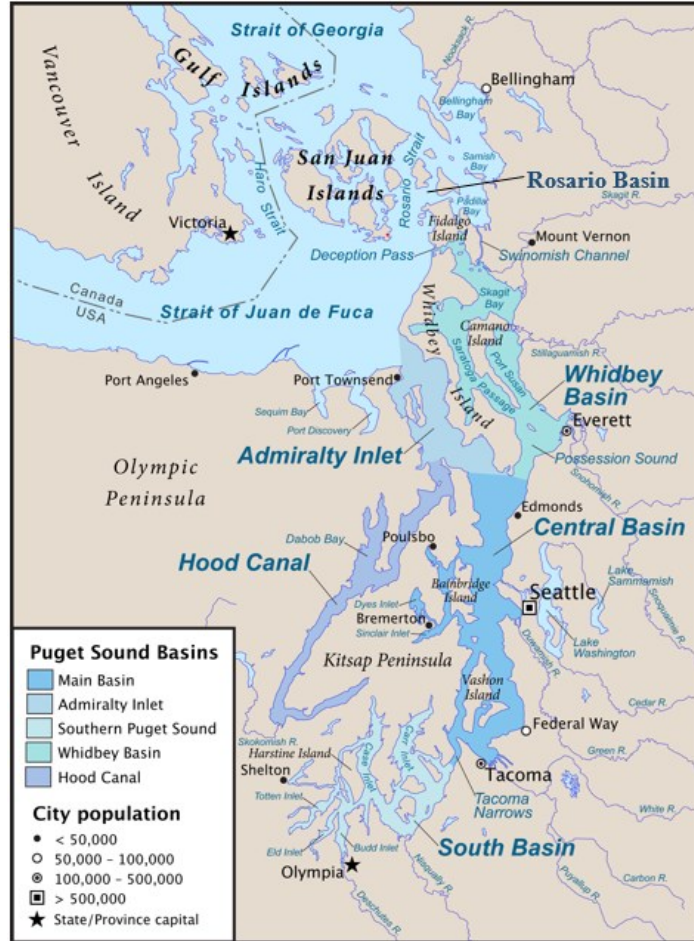 Strait of Georgia
Nooksack R.
Bellingham
Gulf
Islands
Vancouver
Island
Bellingham
Bay
San Juan
Islands
Haro Strait
Rosario Strait
Samish
Bay
Rosario Basin
Skagit R.
Padilla
Bay
Victoria
Fidalgo
Island
Mount Vernon
Deception Pass
Swinomish Channel
Canada
USA
Strait of Juan de Fuca
Skagit
Bay
Whidbey
Island
Camano
Island
Port Susan
Saratoga Passage
Stillaguamish R.
Port Angeles
Port Townsend
Whidbey
Basin
Sequim Bay
Port Discovery
Everett
Admiralty Inlet
Possession Sound
Olympic
Peninsula
Snohomish R.
Edmonds
Central Basin
Dabob Bay
Poulsbo
Hood Canal
Bainbridge
Island
Seattle
Lake
Sammamish
Snoqualmie R.
Dyes Inlet
Bremerton
Sinclair Inlet
Lake
Washington
Duwamish R.
Kitsap Peninsula
Vashon
Island
Cedar R.
Federal Way
Green R.
Skokomish R.
Harstine Island
Case Inlet
Carr Inlet
Shelton
Tacoma
Tacoma
Narrows
White R.
Totten Inlet
Eld Inlet
Budd Inlet
South Basin
Olympia
Nisqually R.
Deschutes R.
Puyallup R.
Carbon R.
Puget Sound Basins
Main Basin
Admiralty Inlet
Southern Puget Sound
Whidbey Basin
Hood Canal
City population
< 50,000
50,000 - 100,000
100,000 - 500,000
> 500,000
State/Province capital